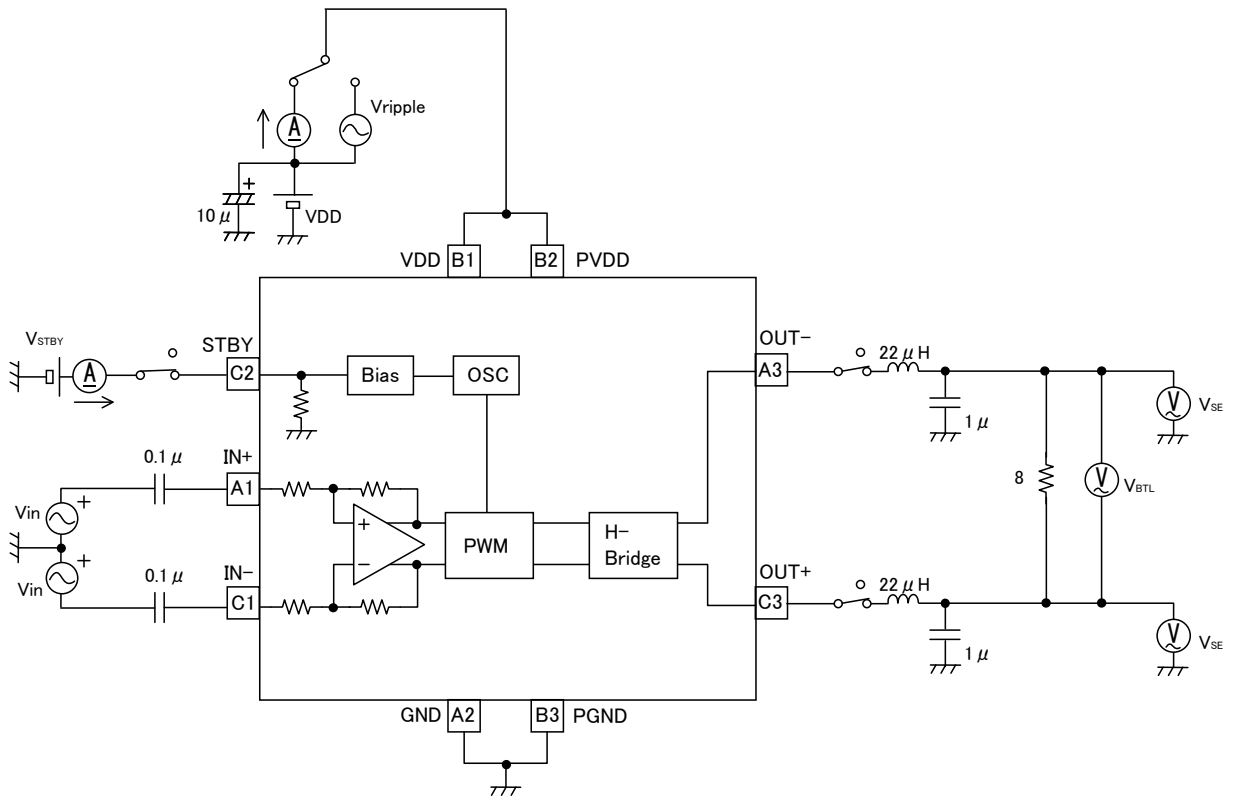 A
Vripple
+
10μ
VDD
VDD
B1
B2
PVDD
VSTBY
A
STBY
C2
Bias
OSC
OUT-
A3
22μH
1μ
V
VSE
0.1μ
IN+
A1
Vin
+
+
Vin
0.1μ
IN-
C1
+
-
PWM
H-
Bridge
8
V
VBTL
OUT+
C3
22μH
1μ
V
VSE
GND
A2
B3
PGND